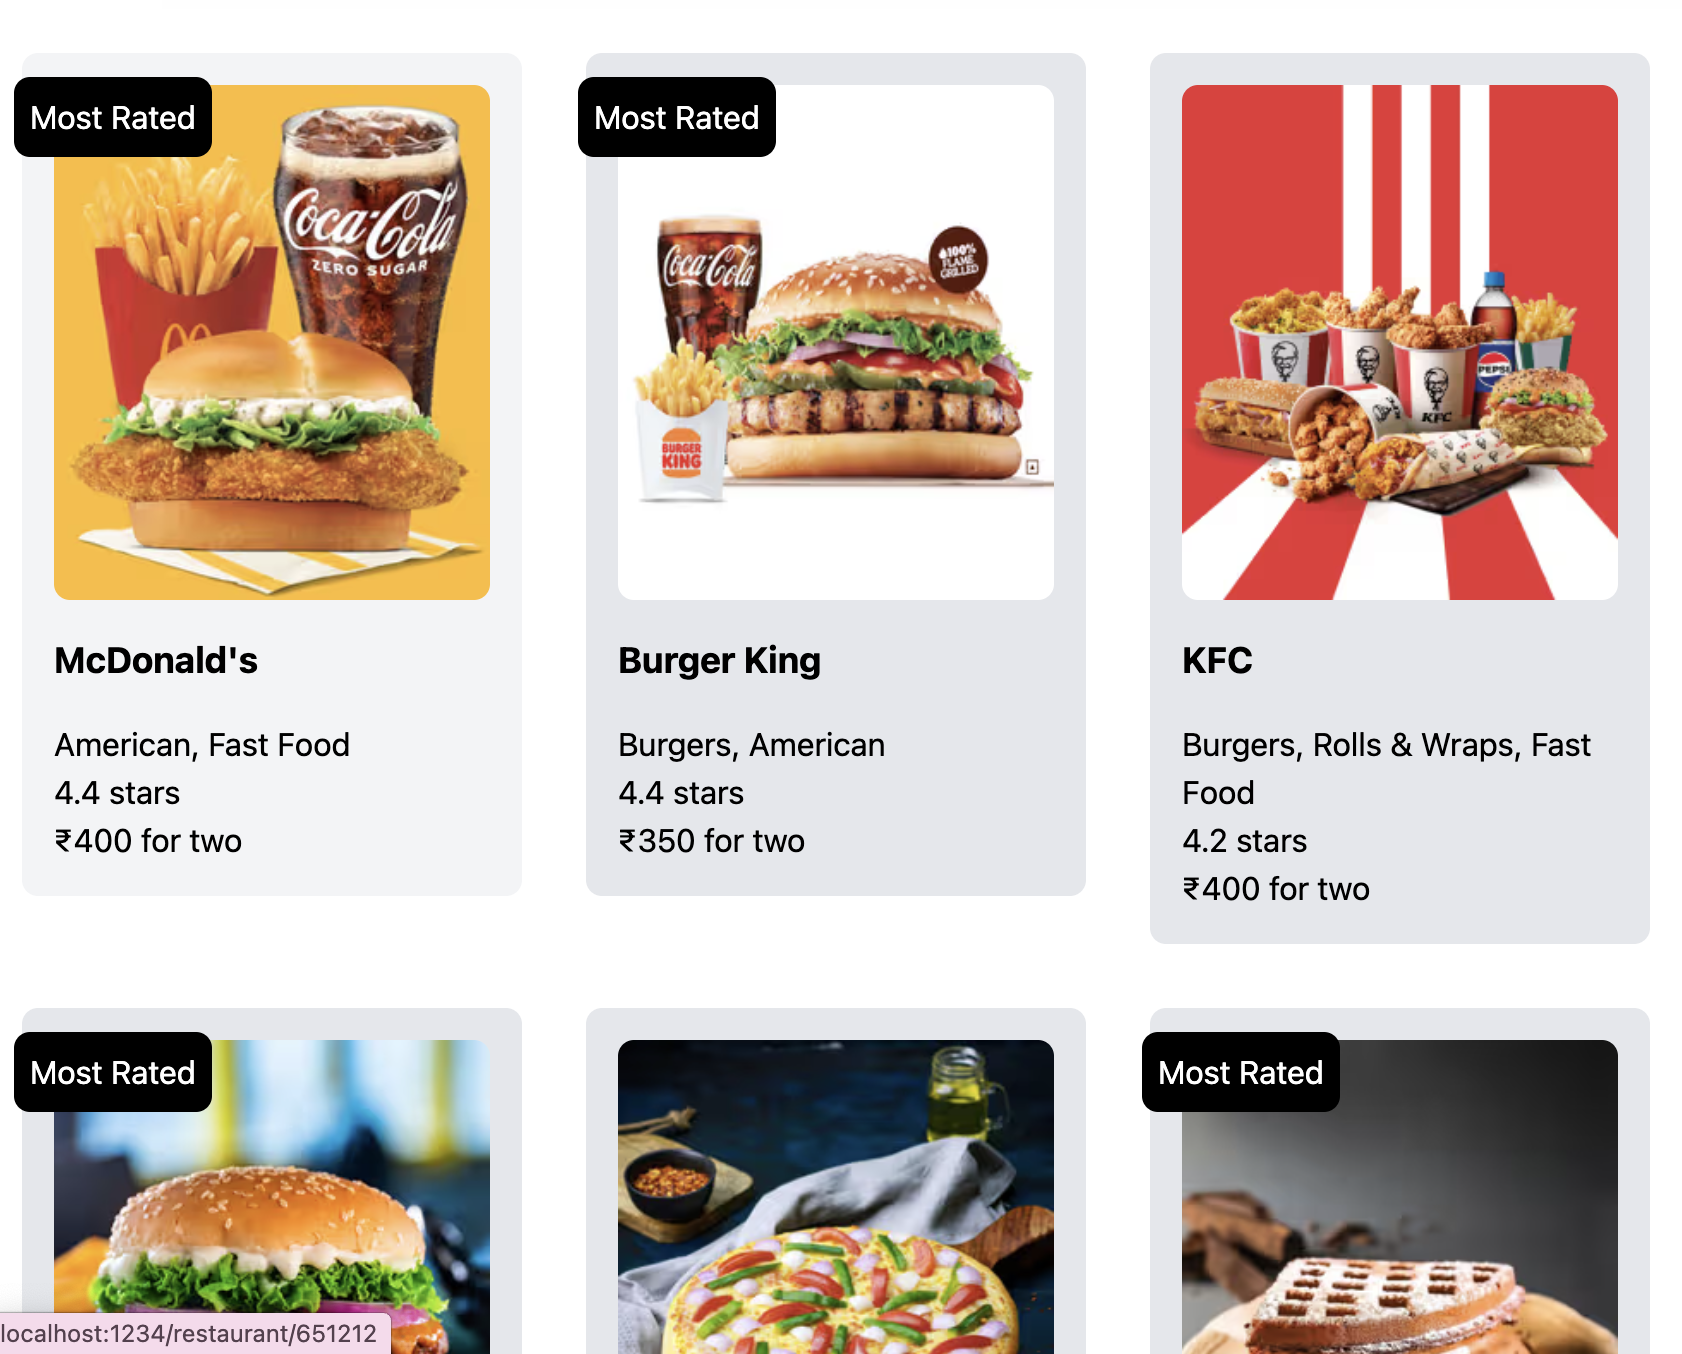 Most Rated
Coca-Cola
ZERO SUGAR
McDonald's
American, Fast Food
4.4 stars
₹400 for two
Most Rated
Coca-Cola
100%
FLAME
GRILLED
BURGER
KING
Burger King
Burgers, American
4.4 stars
₹350 for two
PEPSI
KFC
KFC
Burgers, Rolls & Wraps, Fast
Food
4.2 stars
₹400 for two
Most Rated
Most Rated
localhost:1234/restaurant/651212